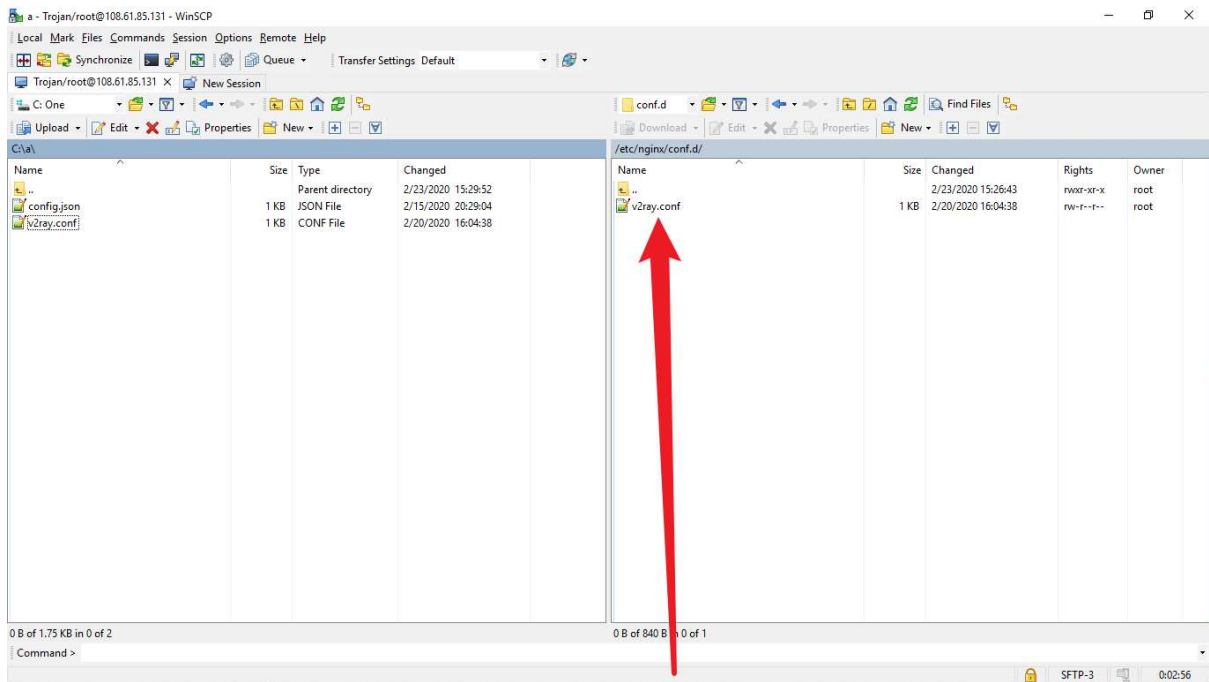 a - Trojan/root@108.61.85.131 - WinSCP
Local Mark Files Commands Session Options Remote Help
Synchronize Queue Transfer Settings Default
Trojan/root@108.61.85.131 New Session
C: One
Upload Edit Properties New
C:\a\
Name Size Type Changed
.. Parent directory 2/23/2020 15:29:52
config.json 1 KB JSON File 2/15/2020 20:29:04
v2ray.conf 1 KB CONF File 2/20/2020 16:04:38
0 B of 1.75 KB in 0 of 2
conf.d Find Files
Download Edit Properties New
/etc/nginx/conf.d/
Name Size Changed Rights Owner
.. 2/23/2020 15:26:43 rwxr-xr-x root
v2ray.conf 1 KB 2/20/2020 16:04:38 rw-r--r-- root
0 B of 840 B in 0 of 1
Command >
SFTP-3 0:02:56